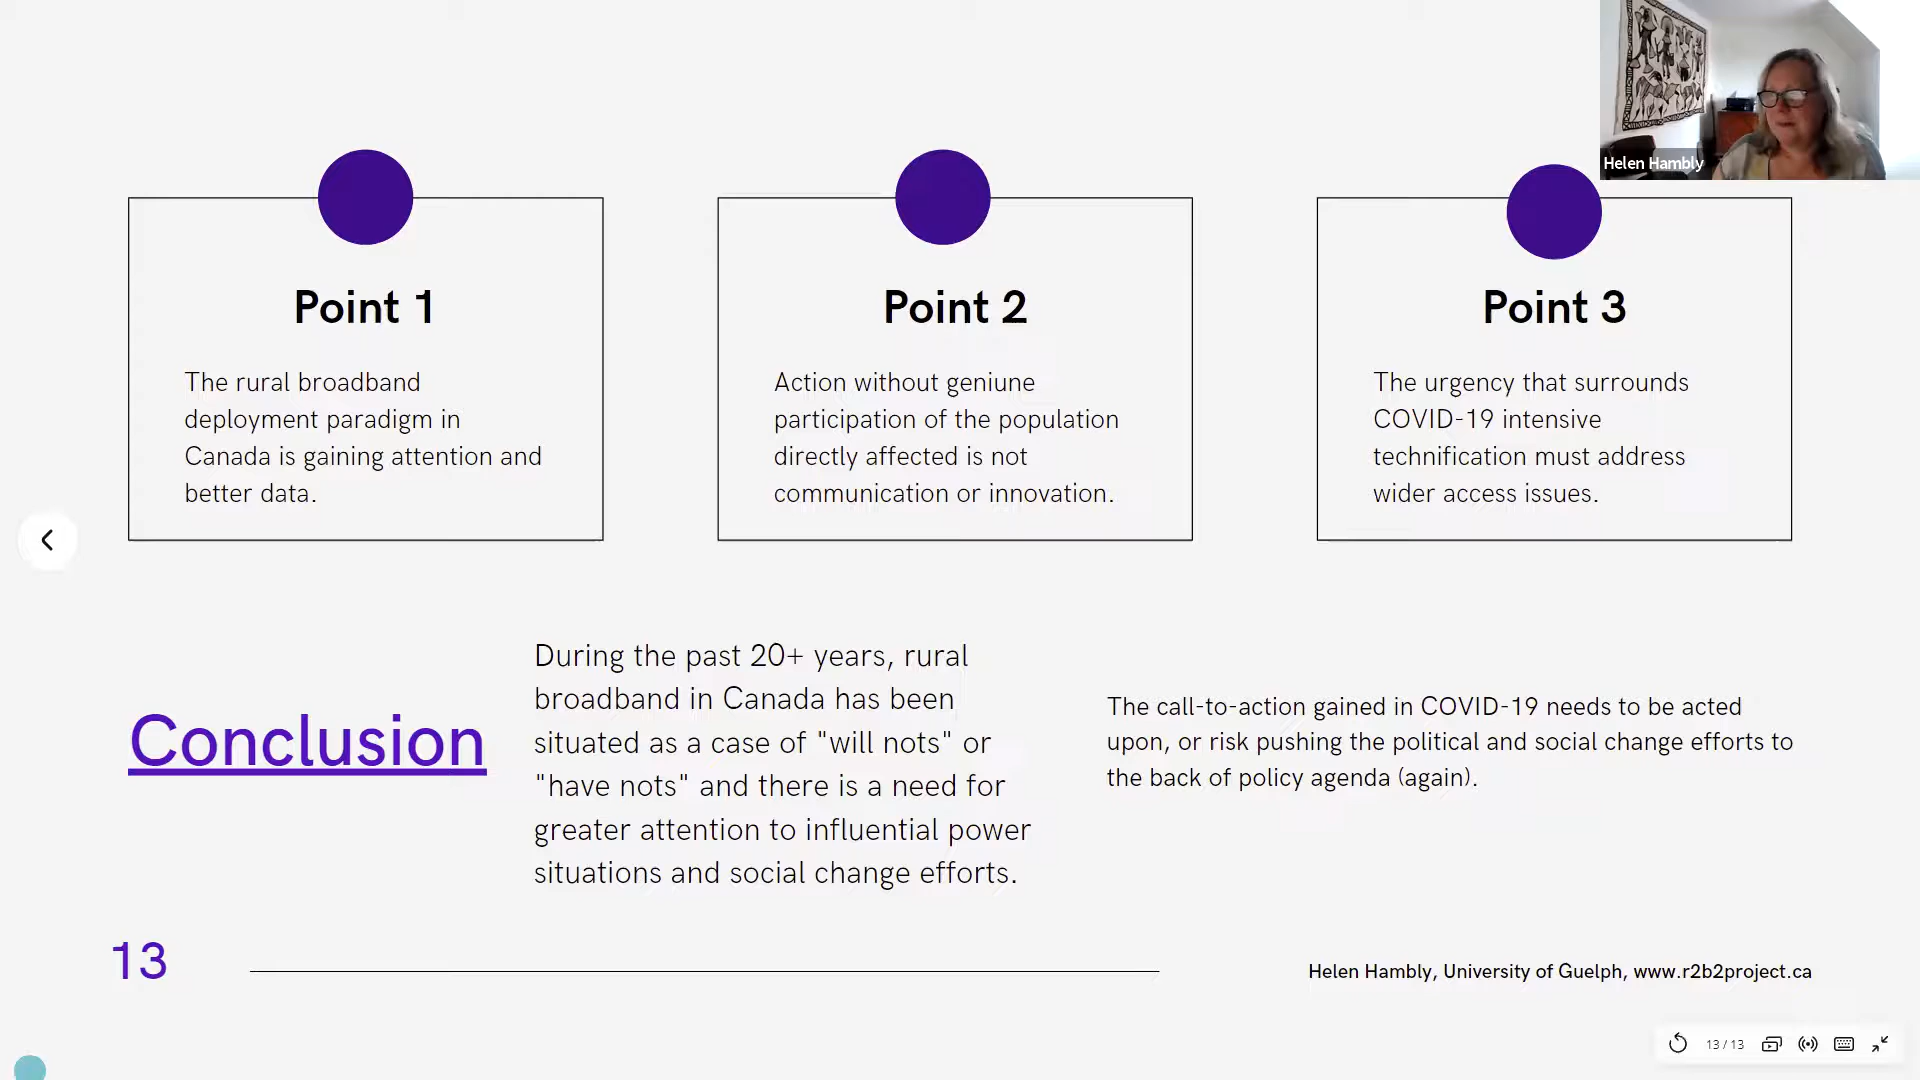 Helen Hambly
Point 1
The rural broadband
deployment paradigm in
Canada is gaining attention and
better data.
Point 2
Action without geniune
participation of the population
directly affected is not
communication or innovation.
Point 3
The urgency that surrounds
COVID-19 intensive
technification must address
wider access issues.
Conclusion
During the past 20+ years, rural
broadband in Canada has been
situated as a case of "will nots" or
"have nots" and there is a need for
greater attention to influential power
situations and social change efforts.
The call-to-action gained in COVID-19 needs to be acted
upon, or risk pushing the political and social change efforts to
the back of policy agenda (again).
13
Helen Hambly, University of Guelph, www.r2b2project.ca
13 / 13